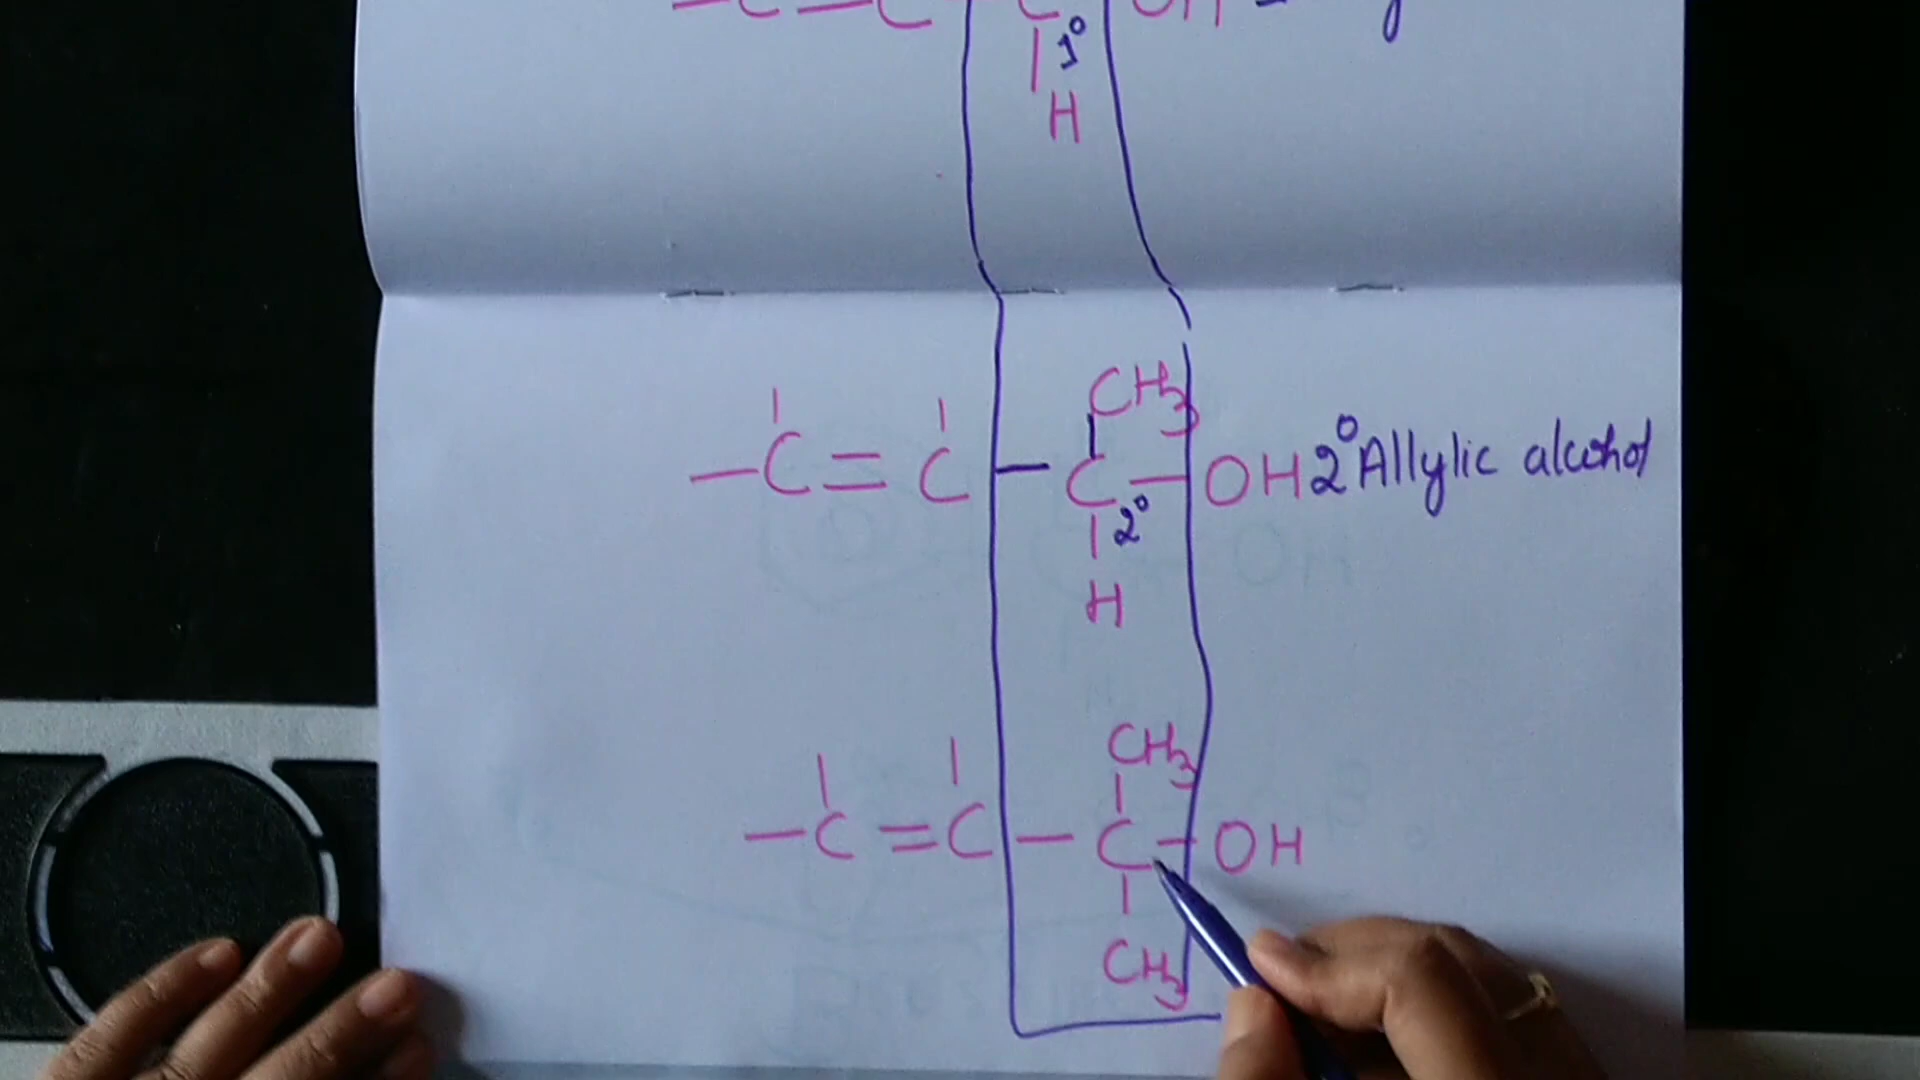 1°
H
CH3
C = C - C - OH 2° Allylic alcohol
2°
H
CH3
C = C - C - OH
CH3